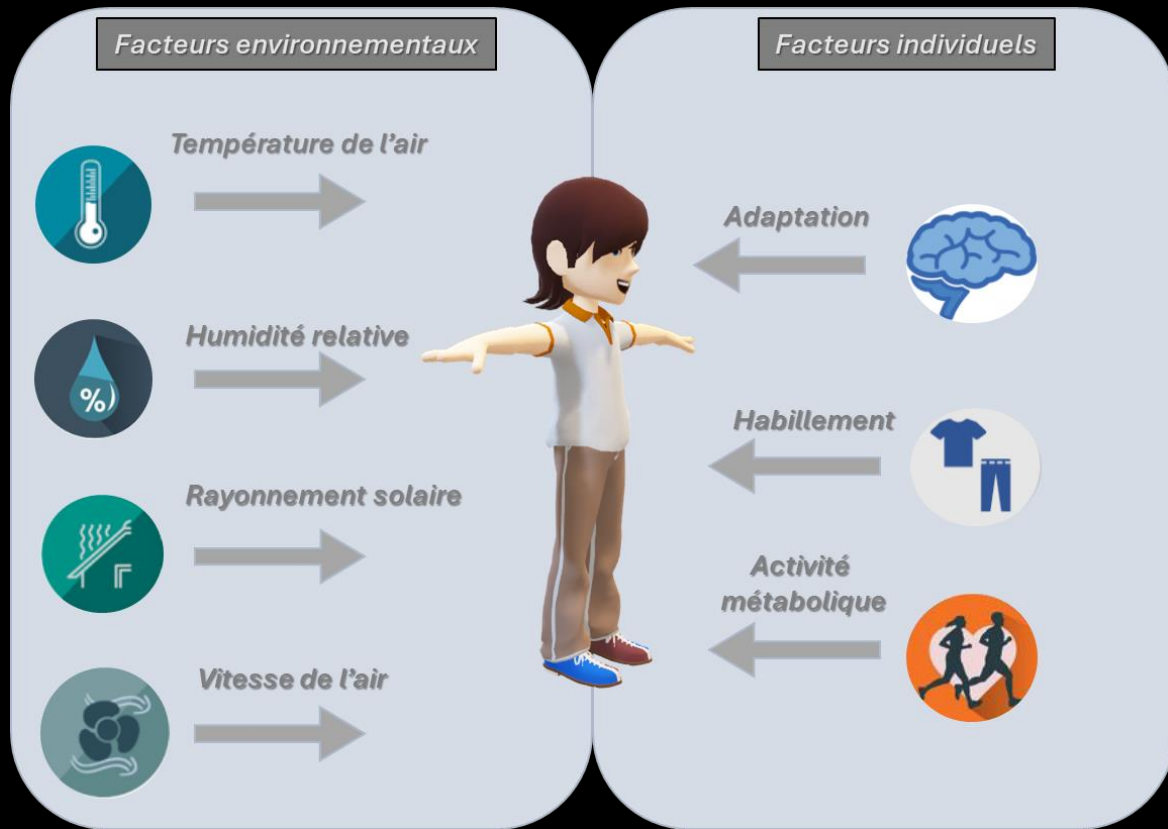 Facteurs environnementaux
Température de l'air
Humidité relative
%
Rayonnement solaire
Vitesse de l'air
Facteurs individuels
Adaptation
Habillement
Activité
métabolique